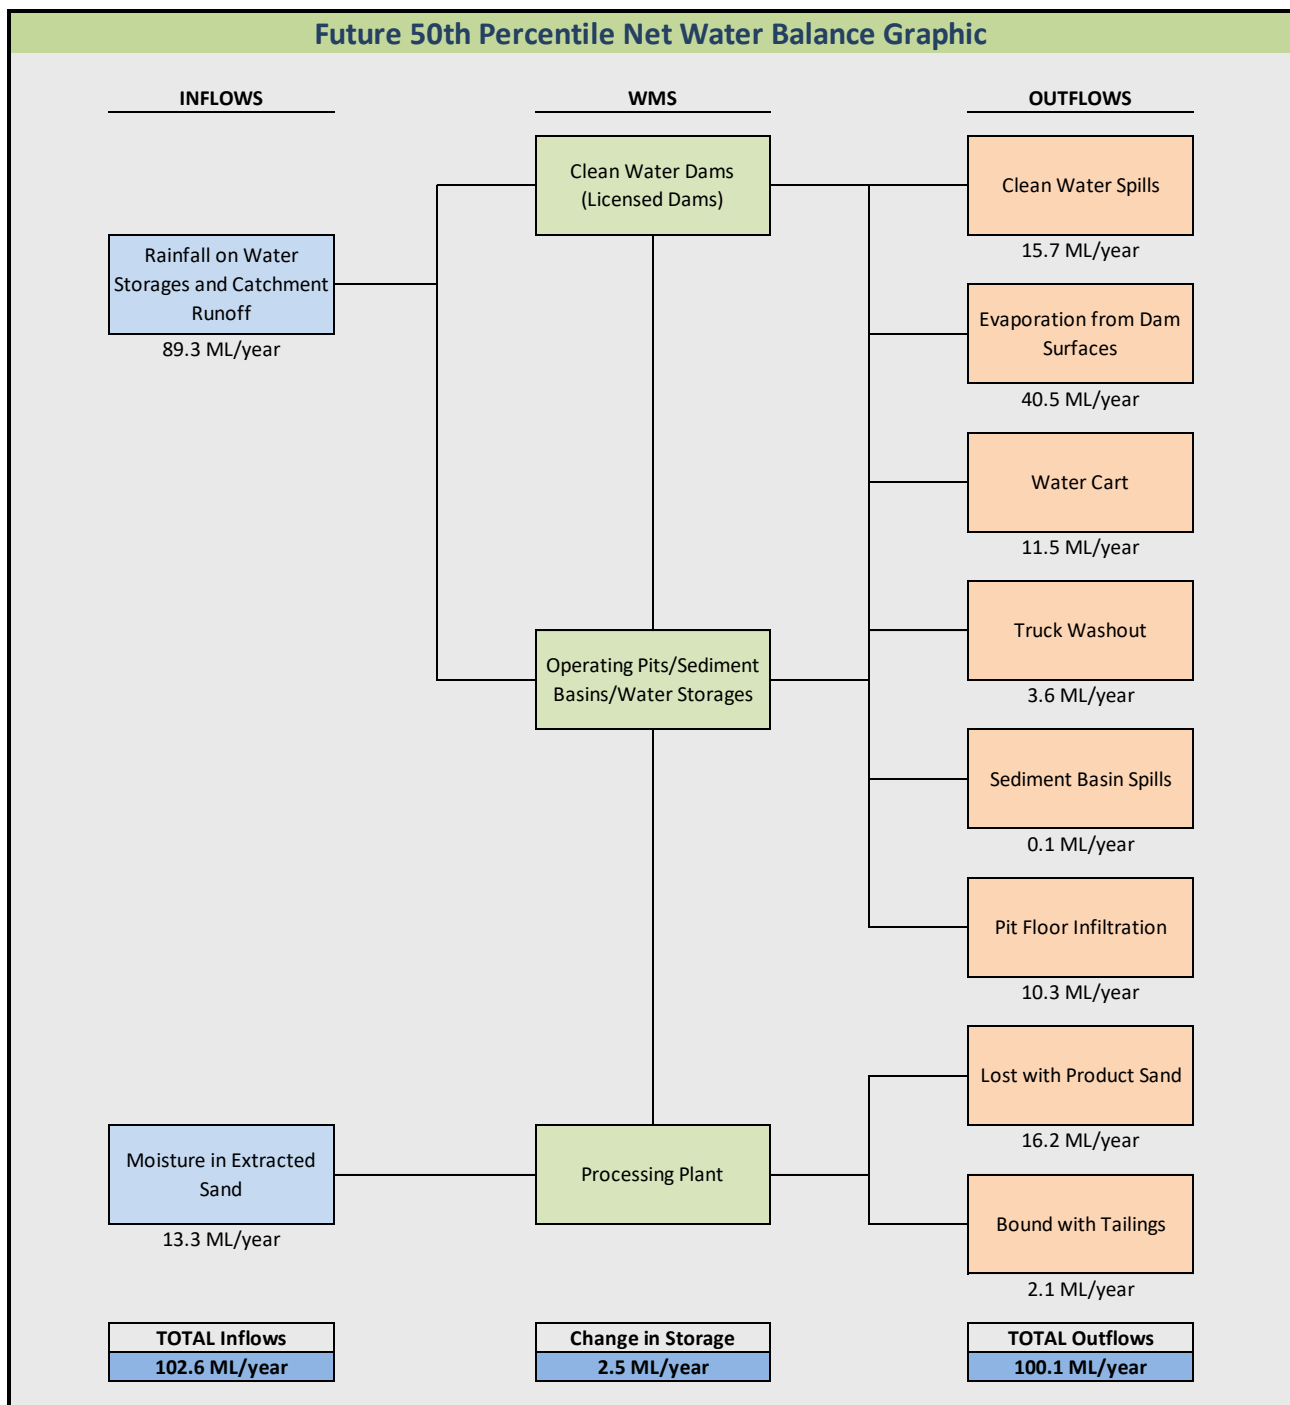 Future 50th Percentile Net Water Balance Graphic
INFLOWS
WMS
OUTFLOWS
Clean Water Dams
(Licensed Dams)
Clean Water Spills
15.7 ML/year
Rainfall on Water
Storages and Catchment
Runoff
89.3 ML/year
Evaporation from Dam
Surfaces
40.5 ML/year
Water Cart
11.5 ML/year
Operating Pits/Sediment
Basins/Water Storages
Truck Washout
3.6 ML/year
Sediment Basin Spills
0.1 ML/year
Pit Floor Infiltration
10.3 ML/year
Lost with Product Sand
16.2 ML/year
Moisture in Extracted
Sand
13.3 ML/year
Processing Plant
Bound with Tailings
2.1 ML/year
TOTAL Inflows
102.6 ML/year
Change in Storage
2.5 ML/year
TOTAL Outflows
100.1 ML/year